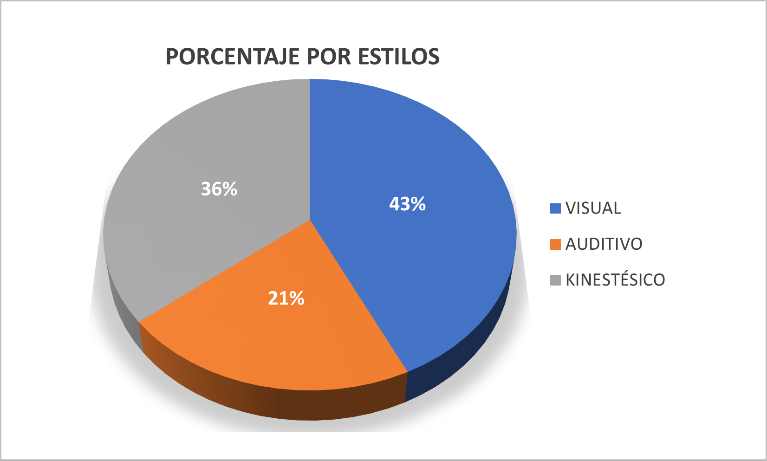 PORCENTAJE POR ESTILOS
36%
43%
21%
VISUAL
AUDITIVO
KINESTÉSICO